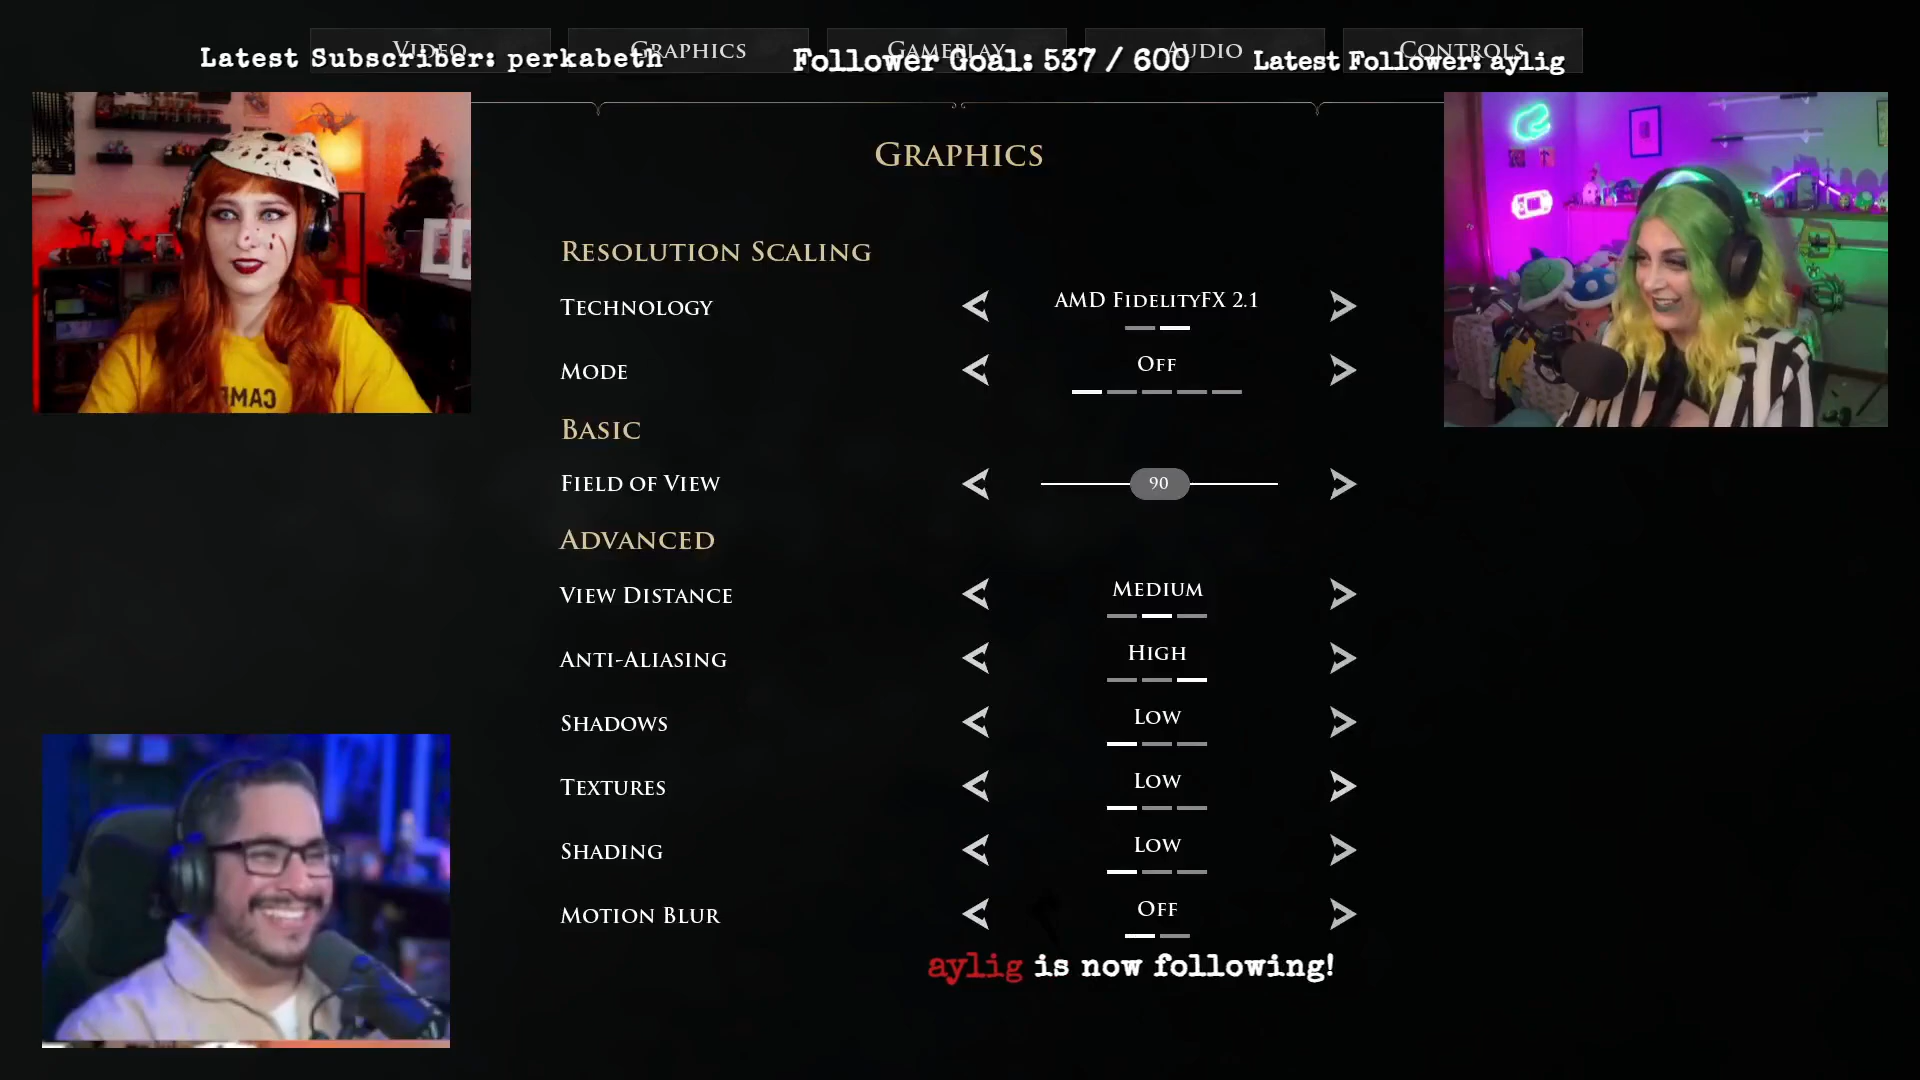 Video Graphics Gameplay Audio Controls
Latest Subscriber: perkabeth Follower Goal: 537 / 600 Latest Follower: aylig
Graphics
Resolution Scaling
Technology AMD FidelityFX 2.1
Mode Off
Basic
Field of View 90
Advanced
View Distance Medium
Anti-Aliasing High
Shadows Low
Textures Low
Shading Low
Motion Blur Off
aylig is now following!